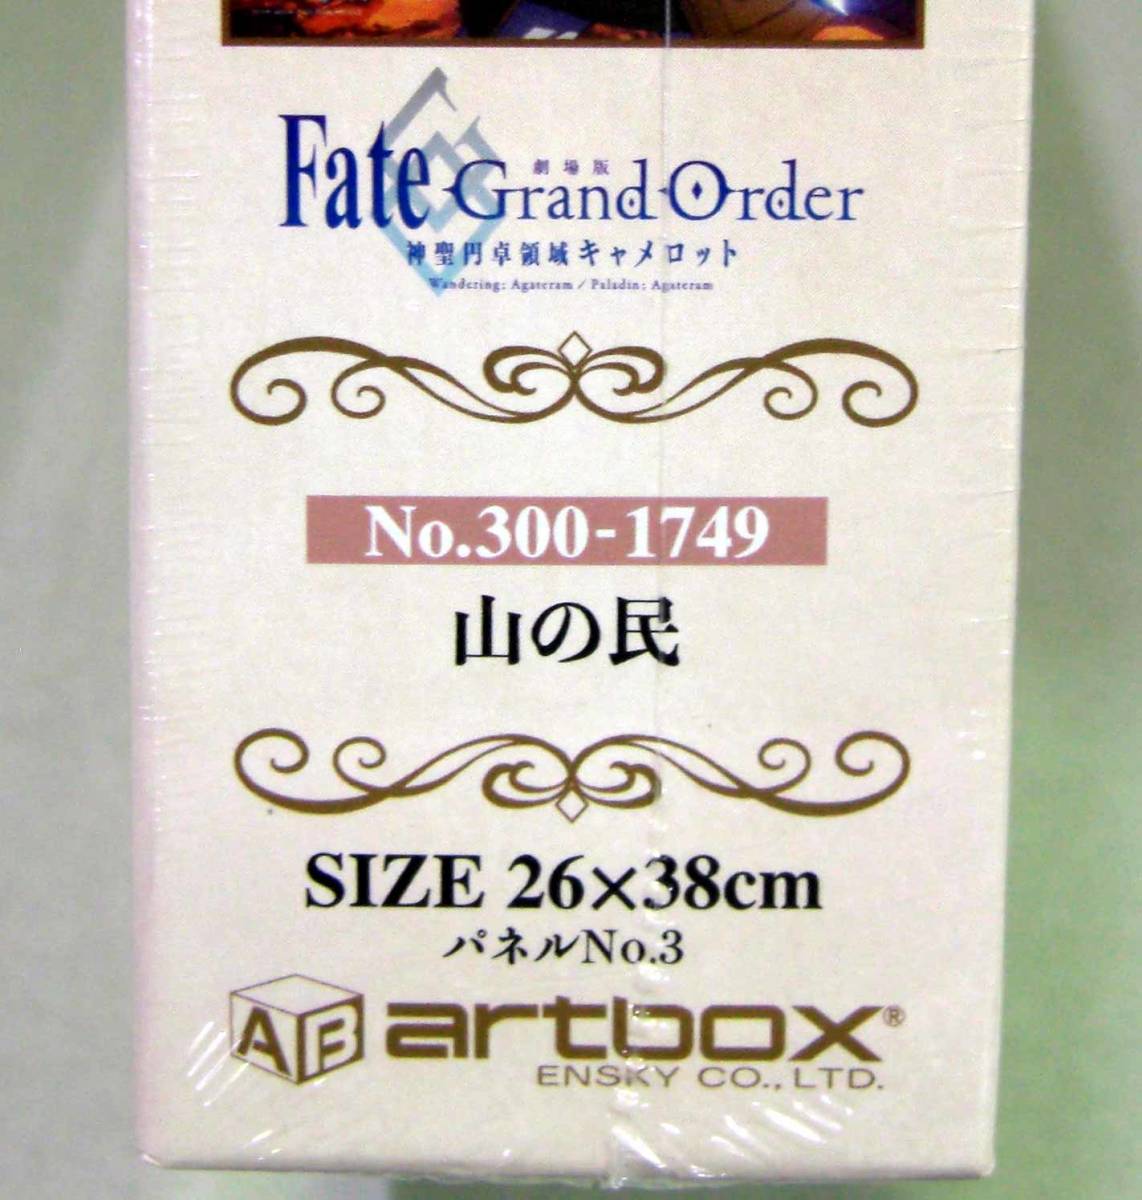 劇場版
Fate Grand Order
神聖円卓領域キャメロット
Wandering; Agateram / Paladin; Agateram
No.300-1749
山の民
SIZE 26×38cm
パネルNo.3
AB artbox®
ENSKY CO., LTD.